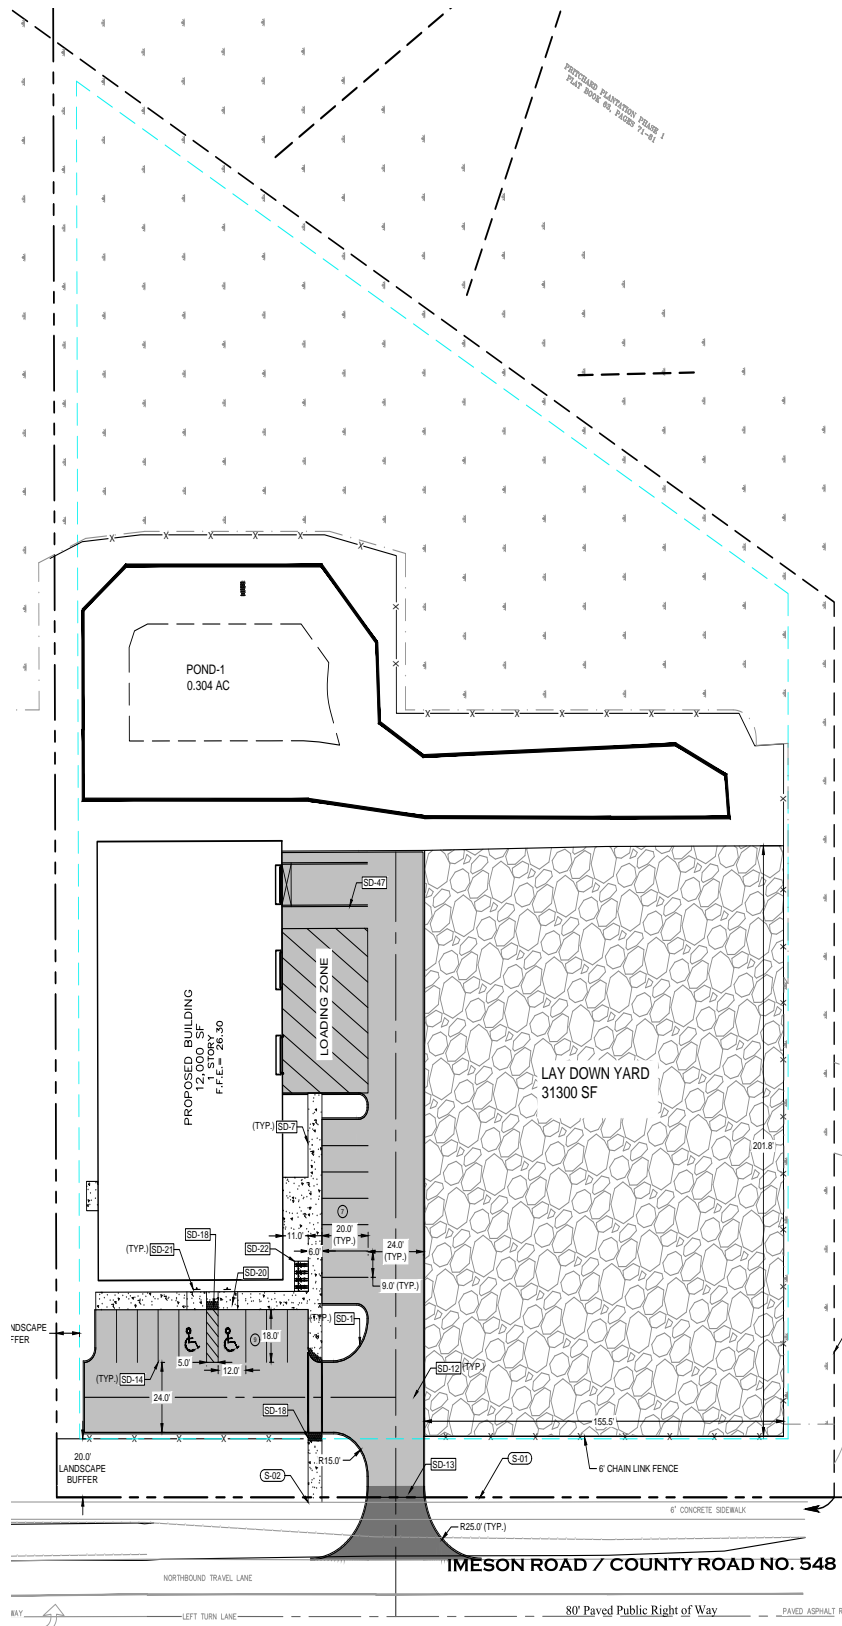 PRITCHARD PLANTATION PHASE 1
PLAT BOOK 63, PAGES 71-81
POND-1
0.304 AC
SD-47
LOADING ZONE
PROPOSED BUILDING
12,000 SF
1 STORY
F.F.E.= 26.30
LAY DOWN YARD
31300 SF
201.8'
(TYP.) SD-7
7
SD-18
11.0'
20.0'
(TYP.)
(TYP.) SD-21
SD-22
6.0'
24.0'
(TYP.)
SD-20
9.0' (TYP.)
(TYP.) SD-1
NDSCAPE
FFER
18.0'
5.0'
12.0'
(TYP.) SD-14
SD-12 (TYP.)
24.0'
SD-18
155.5'
20.0'
LANDSCAPE
BUFFER
R15.0'
S-02
SD-13
S-01
6' CHAIN LINK FENCE
6' CONCRETE SIDEWALK
R25.0' (TYP.)
IMESON ROAD / COUNTY ROAD NO. 548
NORTHBOUND TRAVEL LANE
WAY
LEFT TURN LANE
80' Paved Public Right of Way
PAVED ASPHALT R